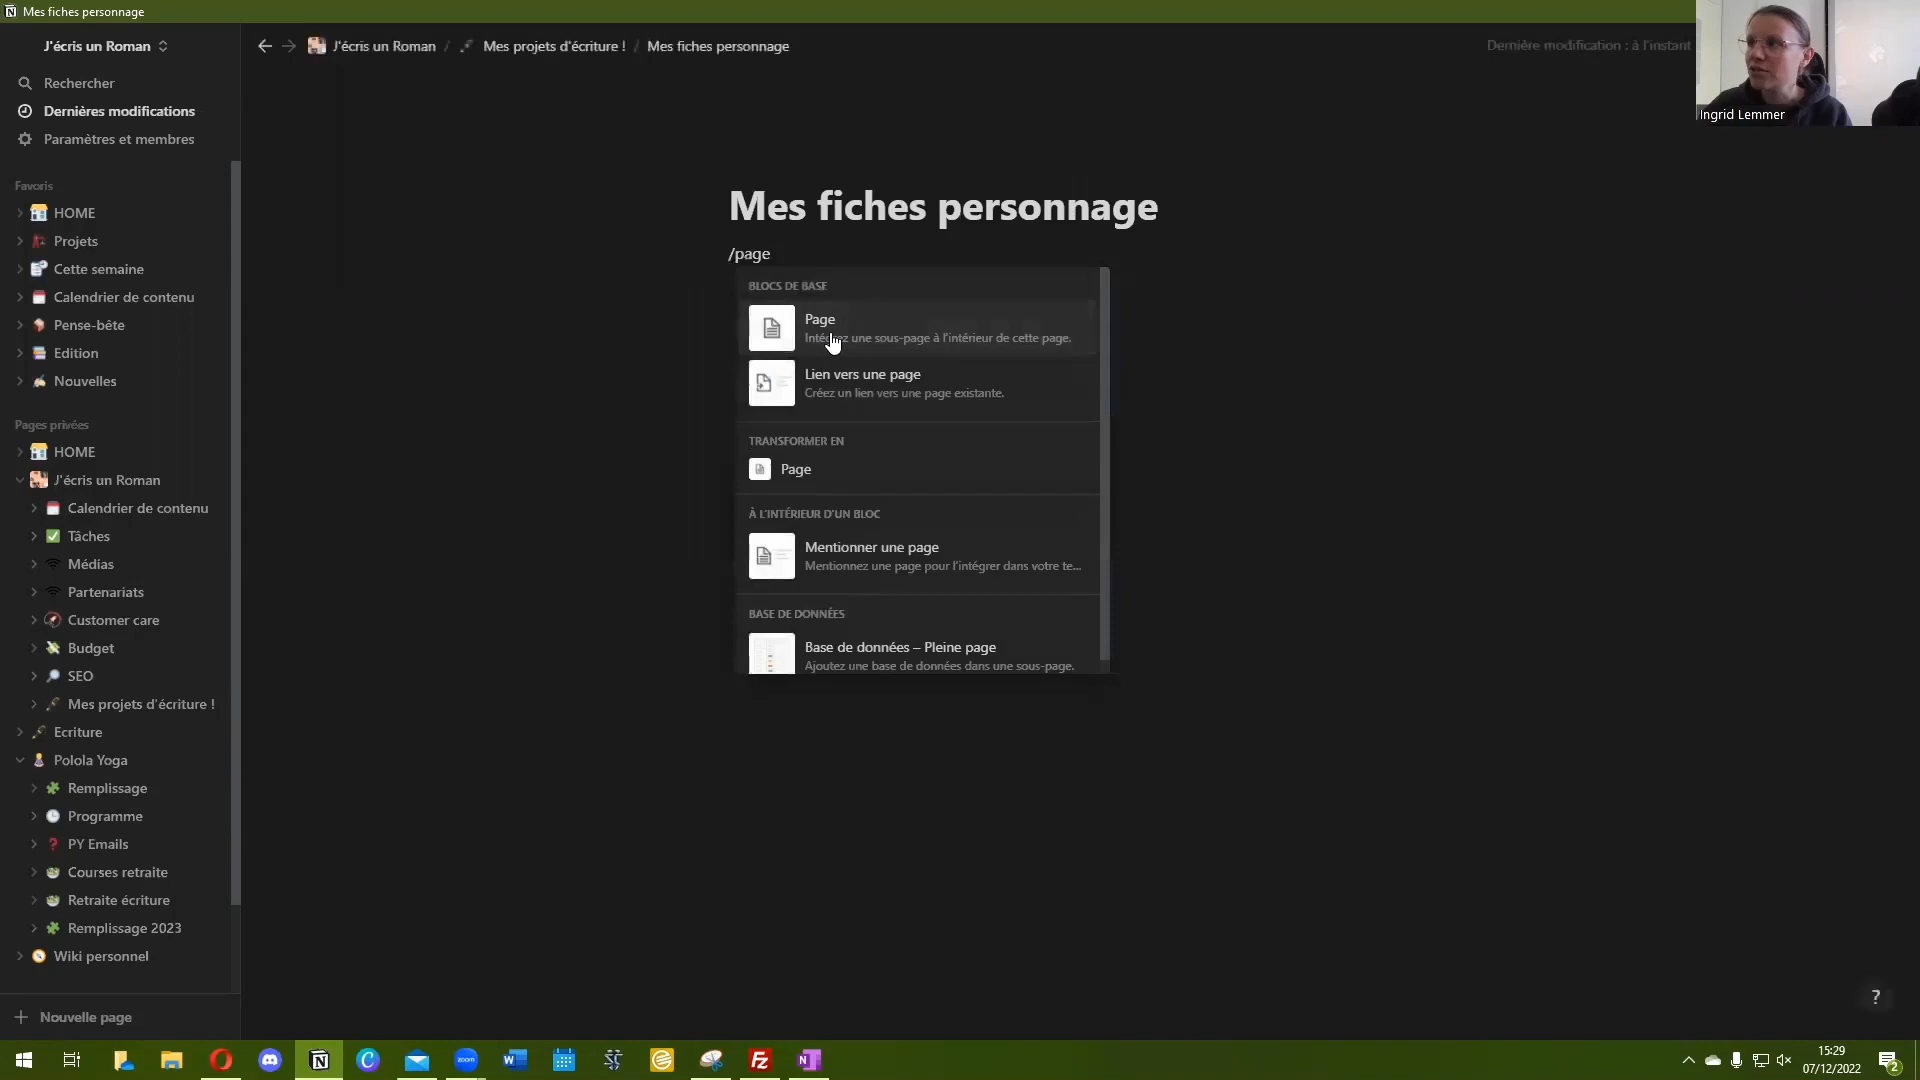 Mes fiches personnage
J'écris un Roman
Rechercher
Dernières modifications
Paramètres et membres
Favoris
HOME
Projets
Cette semaine
Calendrier de contenu
Pense-bête
Edition
Nouvelles
Pages privées
HOME
J'écris un Roman
Calendrier de contenu
Tâches
Médias
Partenariats
Customer care
Budget
SEO
Mes projets d'écriture !
Ecriture
Polola Yoga
Remplissage
Programme
PY Emails
Courses retraite
Retraite écriture
Remplissage 2023
Wiki personnel
Nouvelle page
J'écris un Roman / Mes projets d'écriture ! / Mes fiches personnage
Dernière modification : à l'instant
Ingrid Lemmer
Mes fiches personnage
/page
BLOCS DE BASE
Page
Intégrez une sous-page à l'intérieur de cette page.
Lien vers une page
Créez un lien vers une page existante.
TRANSFORMER EN
Page
À L'INTÉRIEUR D'UN BLOC
Mentionner une page
Mentionnez une page pour l'intégrer dans votre te...
BASE DE DONNÉES
Base de données – Pleine page
Ajoutez une base de données dans une sous-page.
?
zoom
15:29
07/12/2022
2